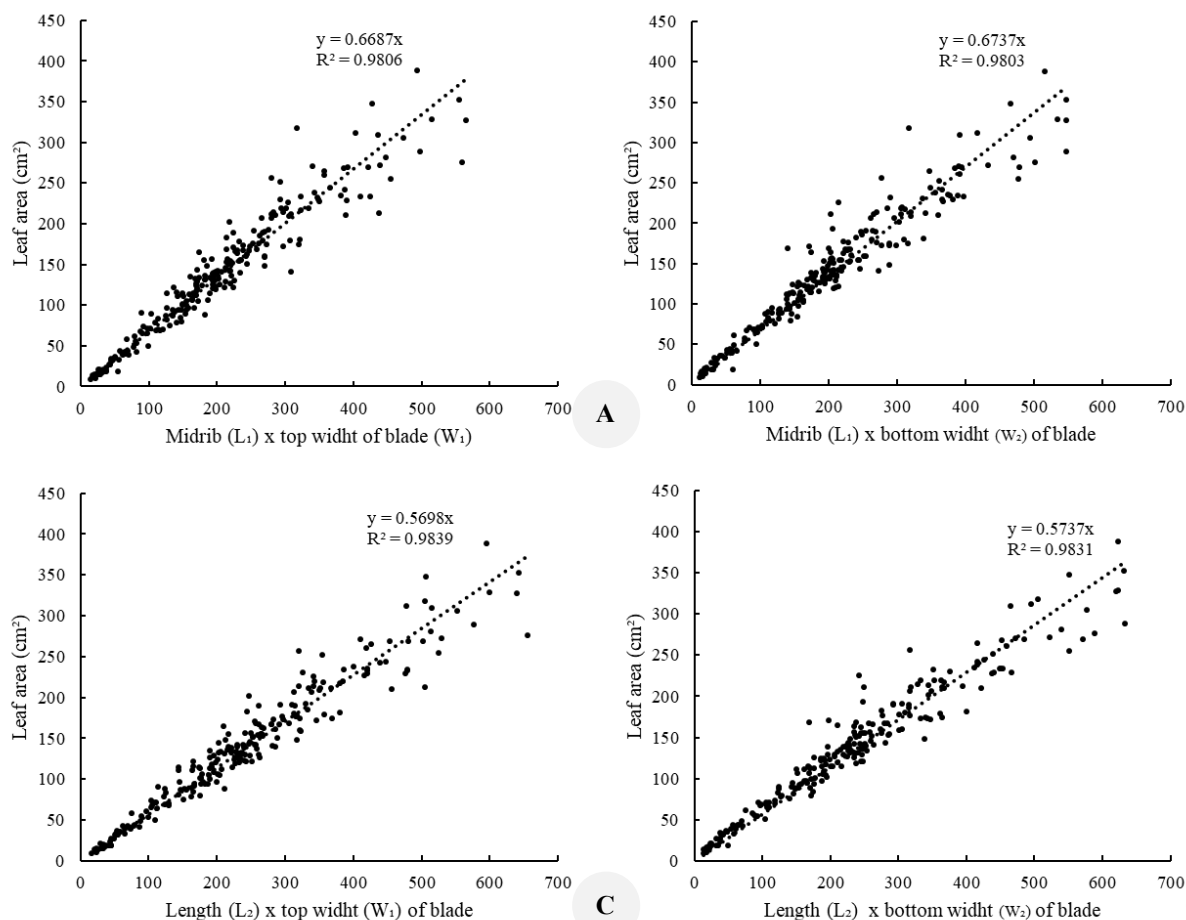 450
400
350
300
250
200
150
100
50
0
Leaf area (cm²)
y = 0.6687x
R² = 0.9806
0 100 200 300 400 500 600 700
Midrib (L₁) x top widht of blade (W₁)
450
400
350
300
250
200
150
100
50
0
Leaf area (cm²)
y = 0.6737x
R² = 0.9803
0 100 200 300 400 500 600 700
Midrib (L₁) x bottom widht (W₂) of blade
A
450
400
350
300
250
200
150
100
50
0
Leaf area (cm²)
y = 0.5698x
R² = 0.9839
0 100 200 300 400 500 600 700
Length (L₂) x top widht (W₁) of blade
450
400
350
300
250
200
150
100
50
0
Leaf area (cm²)
y = 0.5737x
R² = 0.9831
0 100 200 300 400 500 600 700
Length (L₂) x bottom widht (W₂) of blade
C